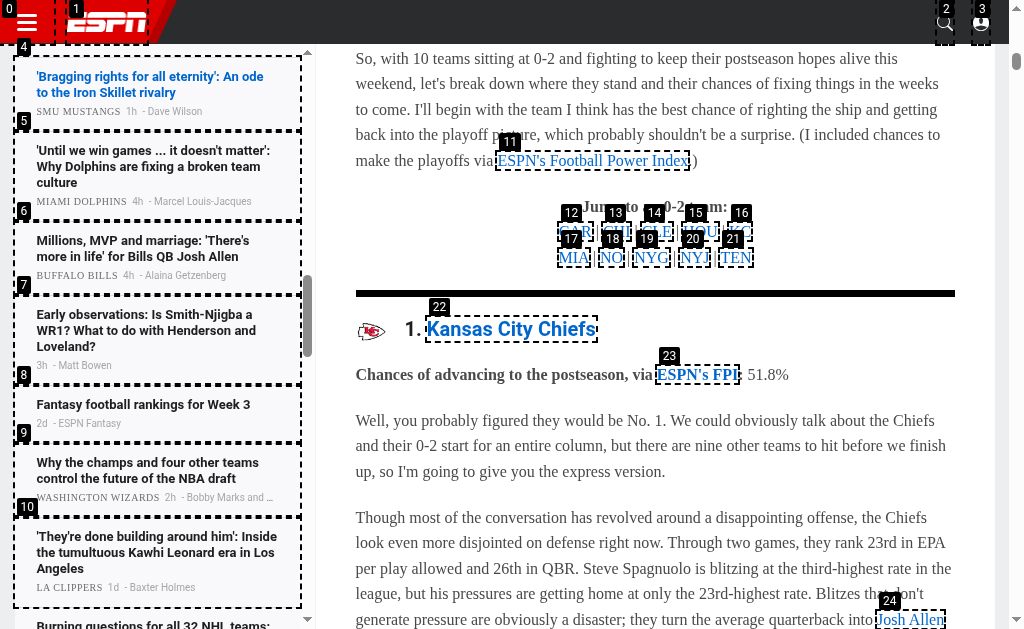 0
1
ESPN
2
3
4
'Bragging rights for all eternity': An ode
to the Iron Skillet rivalry
SMU MUSTANGS 1h - Dave Wilson
5
'Until we win games ... it doesn't matter':
Why Dolphins are fixing a broken team
culture
MIAMI DOLPHINS 4h - Marcel Louis-Jacques
6
Millions, MVP and marriage: 'There's
more in life' for Bills QB Josh Allen
BUFFALO BILLS 4h - Alaina Getzenberg
7
Early observations: Is Smith-Njigba a
WR1? What to do with Henderson and
Loveland?
3h - Matt Bowen
8
Fantasy football rankings for Week 3
2d - ESPN Fantasy
9
Why the champs and four other teams
control the future of the NBA draft
WASHINGTON WIZARDS 2h - Bobby Marks and ...
10
'They're done building around him': Inside
the tumultuous Kawhi Leonard era in Los
Angeles
LA CLIPPERS 1d - Baxter Holmes
Burning questions for all 32 NHL teams:
So, with 10 teams sitting at 0-2 and fighting to keep their postseason hopes alive this
weekend, let's break down where they stand and their chances of fixing things in the weeks
to come. I'll begin with the team I think has the best chance of righting the ship and getting
back into the playoff picture, which probably shouldn't be a surprise. (I included chances to
11
make the playoffs via ESPN's Football Power Index.)
Jump to 0-2 team:
12 13 14 15 16
CAR | CHI | CLE | HOU | KC
17 18 19 20 21
MIA | NO | NYG | NYJ | TEN
22
1. Kansas City Chiefs
23
Chances of advancing to the postseason, via ESPN's FPI: 51.8%
Well, you probably figured they would be No. 1. We could obviously talk about the Chiefs
and their 0-2 start for an entire column, but there are nine other teams to hit before we finish
up, so I'm going to give you the express version.
Though most of the conversation has revolved around a disappointing offense, the Chiefs
look even more disjointed on defense right now. Through two games, they rank 23rd in EPA
per play allowed and 26th in QBR. Steve Spagnuolo is blitzing at the third-highest rate in the
league, but his pressures are getting home at only the 23rd-highest rate. Blitzes that don't
24
generate pressure are obviously a disaster; they turn the average quarterback into Josh Allen